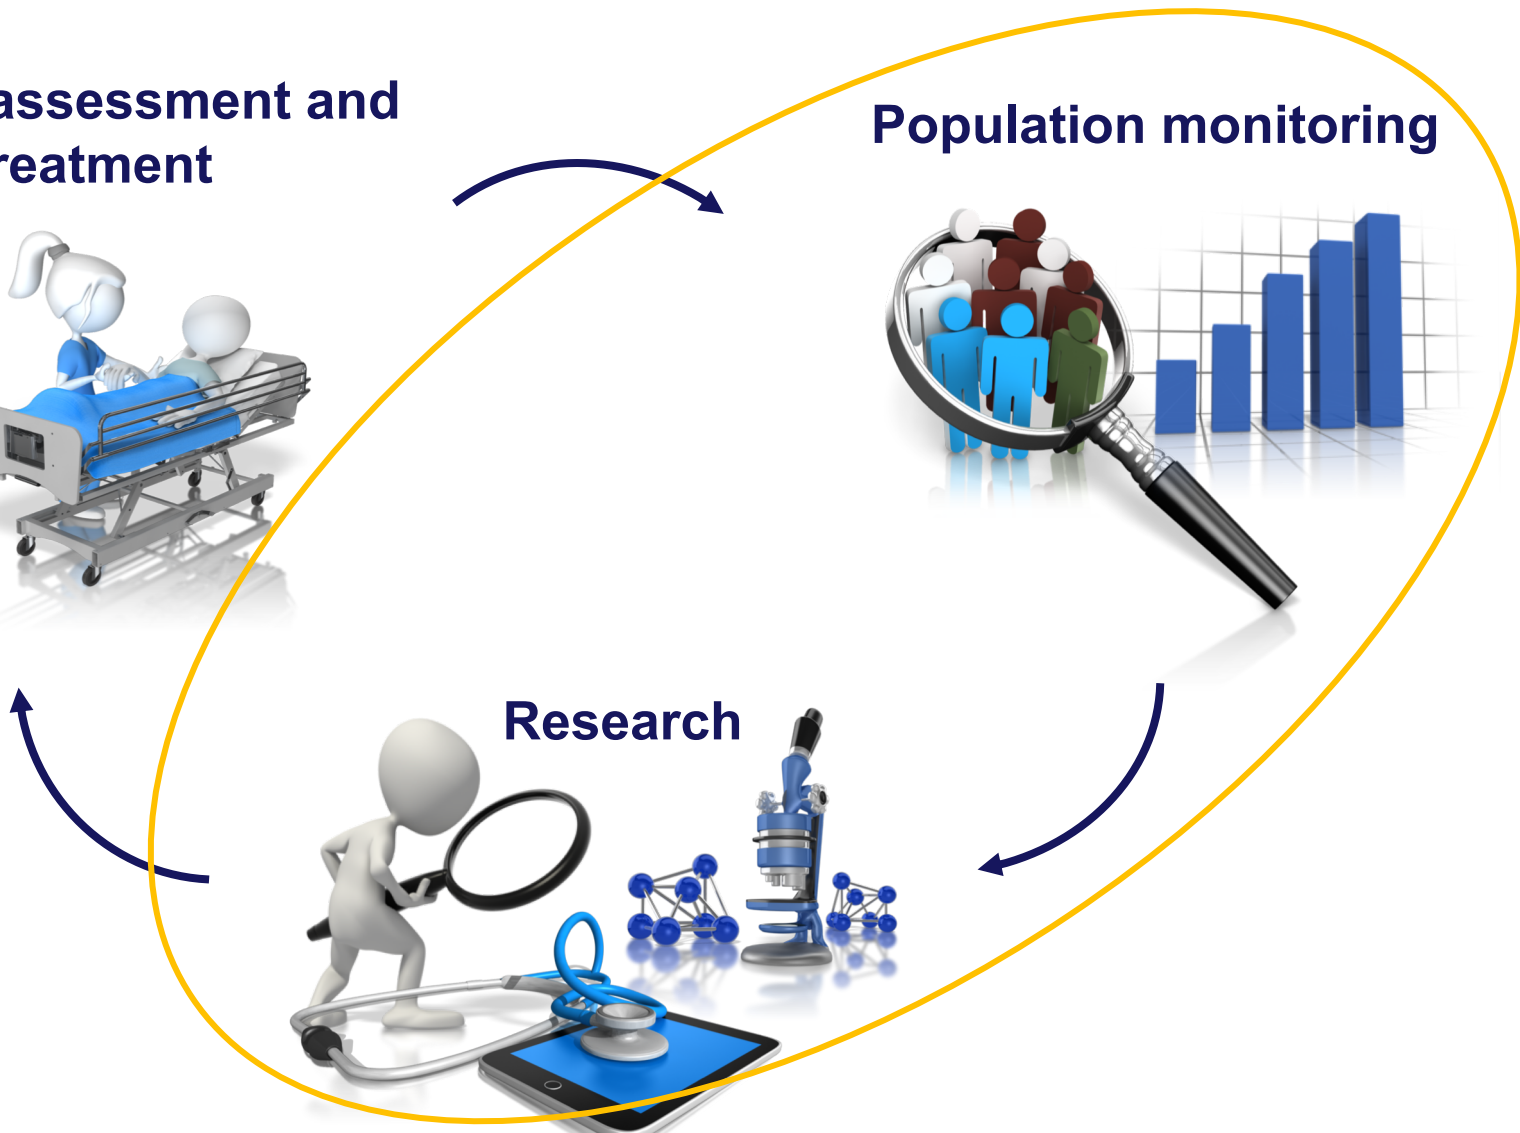 assessment and
reatment
Population monitoring
Research